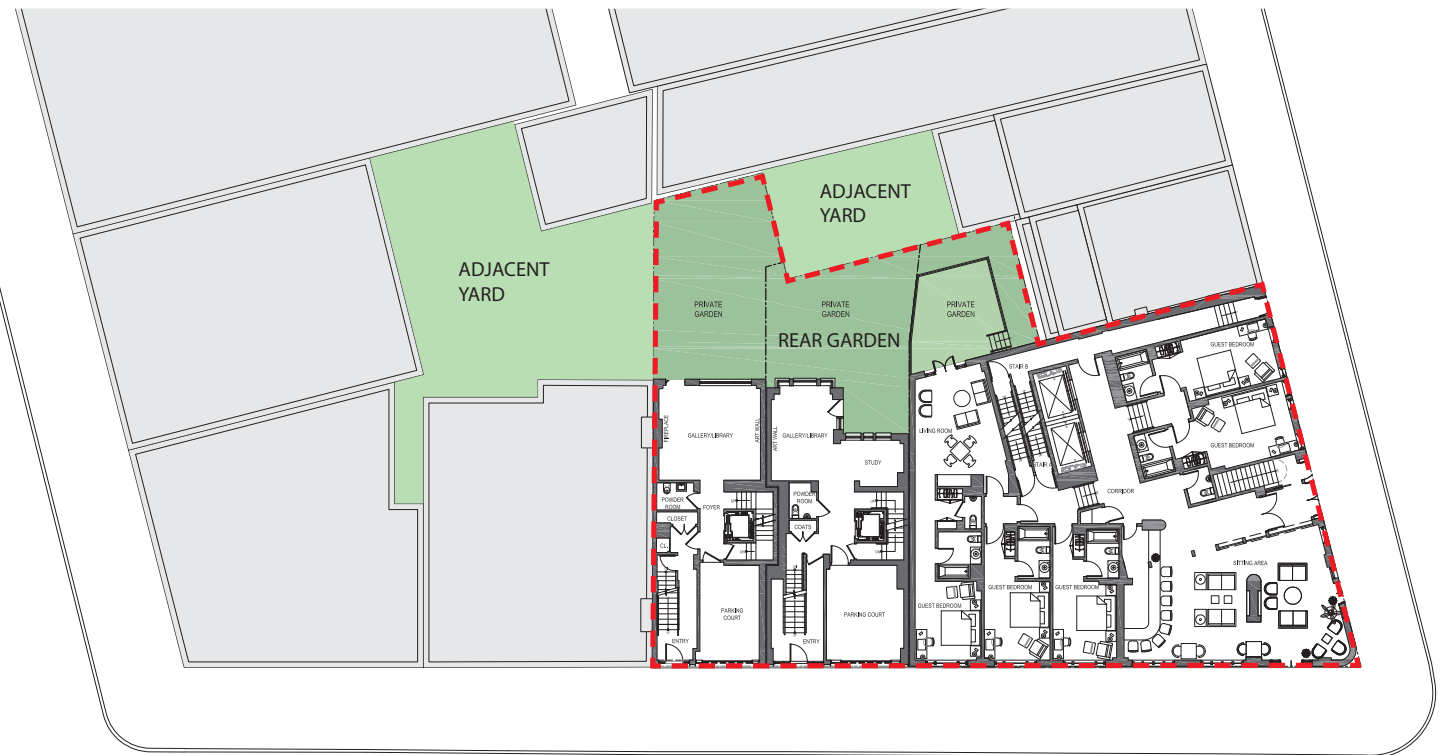 ADJACENT
YARD
ADJACENT
YARD
PRIVATE
GARDEN
PRIVATE
GARDEN
PRIVATE
GARDEN
REAR GARDEN
GUEST BEDROOM
STAIR B
FIREPLACE
GALLERY/LIBRARY
ART WALL
ART WALL
GALLERY/LIBRARY
LIVING ROOM
GUEST BEDROOM
STUDY
STAIR A
POWDER
ROOM
FOYER
POWDER
ROOM
CORRIDOR
CLOSET
COATS
CL.
SITTING AREA
GUEST BEDROOM
GUEST BEDROOM
GUEST BEDROOM
PARKING
COURT
PARKING COURT
ENTRY
ENTRY